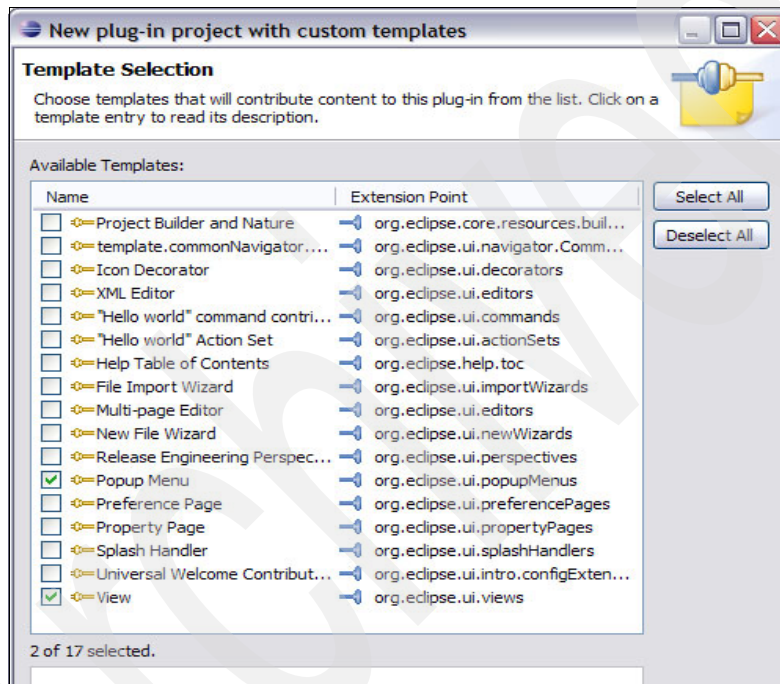 New plug-in project with custom templates
Template Selection
Choose templates that will contribute content to this plug-in from the list. Click on a
template entry to read its description.
Available Templates:
Name Extension Point
Select All
Deselect All
Project Builder and Nature org.eclipse.core.resources.buil...
template.commonNavigator.... org.eclipse.ui.navigator.Comm...
Icon Decorator org.eclipse.ui.decorators
XML Editor org.eclipse.ui.editors
"Hello world" command contri... org.eclipse.ui.commands
"Hello world" Action Set org.eclipse.ui.actionSets
Help Table of Contents org.eclipse.help.toc
File Import Wizard org.eclipse.ui.importWizards
Multi-page Editor org.eclipse.ui.editors
New File Wizard org.eclipse.ui.newWizards
Release Engineering Perspec... org.eclipse.ui.perspectives
Popup Menu org.eclipse.ui.popupMenus
Preference Page org.eclipse.ui.preferencePages
Property Page org.eclipse.ui.propertyPages
Splash Handler org.eclipse.ui.splashHandlers
Universal Welcome Contribut... org.eclipse.ui.intro.configExten...
View org.eclipse.ui.views
2 of 17 selected.